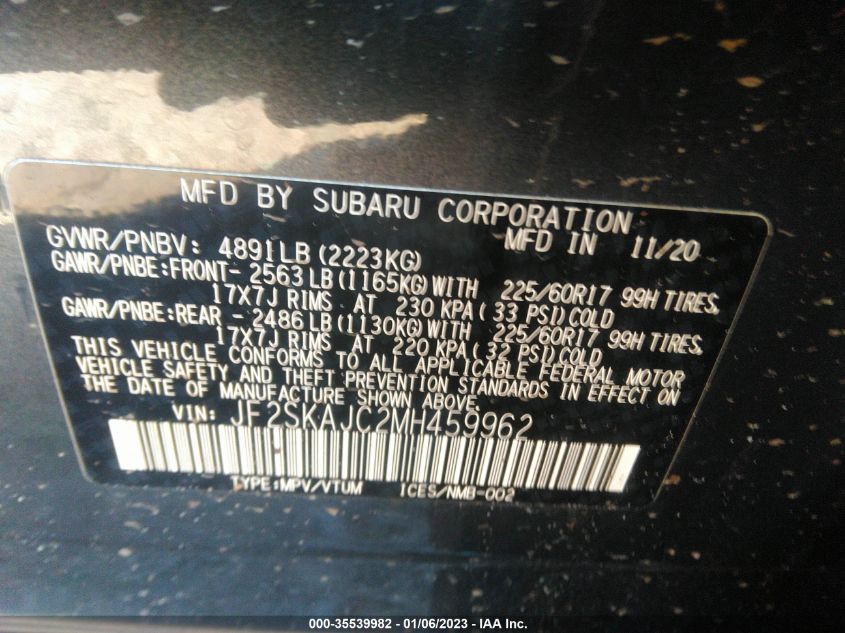 MFD BY SUBARU CORPORATION
GVWR/PNBV: 4891LB(2223KG) MFD IN 11/20
GAWR/PNBE:FRONT- 2563LB(1165KG)WITH 225/60R17 99H TIRES,
17X7J RIMS AT 230 KPA( 33 PSI)COLD
GAWR/PNBE:REAR - 2486LB(1130KG)WITH 225/60R17 99H TIRES,
17X7J RIMS AT 220 KPA( 32 PSI)COLD
THIS VEHICLE CONFORMS TO ALL APPLICABLE FEDERAL MOTOR
VEHICLE SAFETY AND THEFT PREVENTION STANDARDS IN EFFECT ON
THE DATE OF MANUFACTURE SHOWN ABOVE.
VIN: JF2SKAJC2MH459962
TYPE:MPV/VTUM ICES/NMB-002
000-35539982 - 01/06/2023 - IAA Inc.